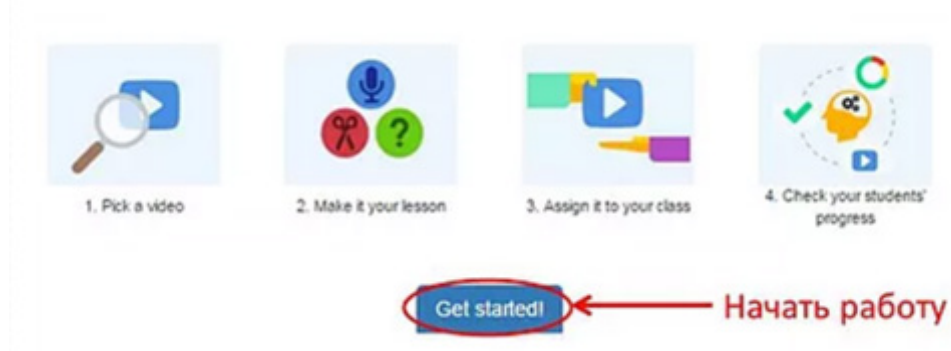 1. Pick a video
2. Make it your lesson
3. Assign it to your class
4. Check your students'
progress
Get started!
Начать работу